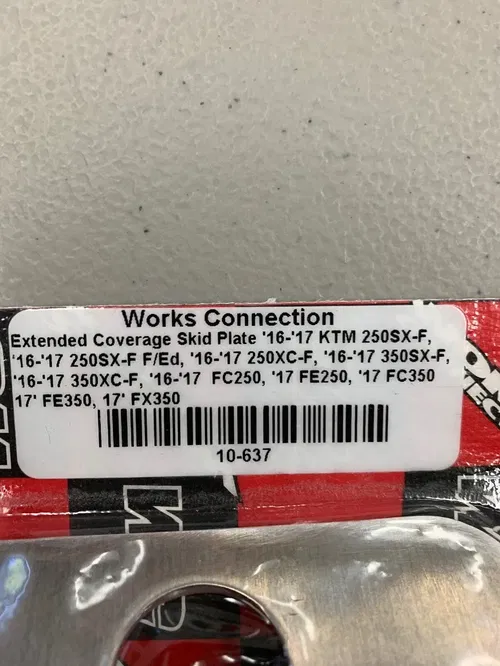 Works Connection
Extended Coverage Skid Plate '16-'17 KTM 250SX-F,
'16-'17 250SX-F F/Ed, '16-'17 250XC-F, '16-'17 350SX-F,
'16-'17 350XC-F, '16-'17 FC250, '17 FE250, '17 FC350
17' FE350, 17' FX350
10-637